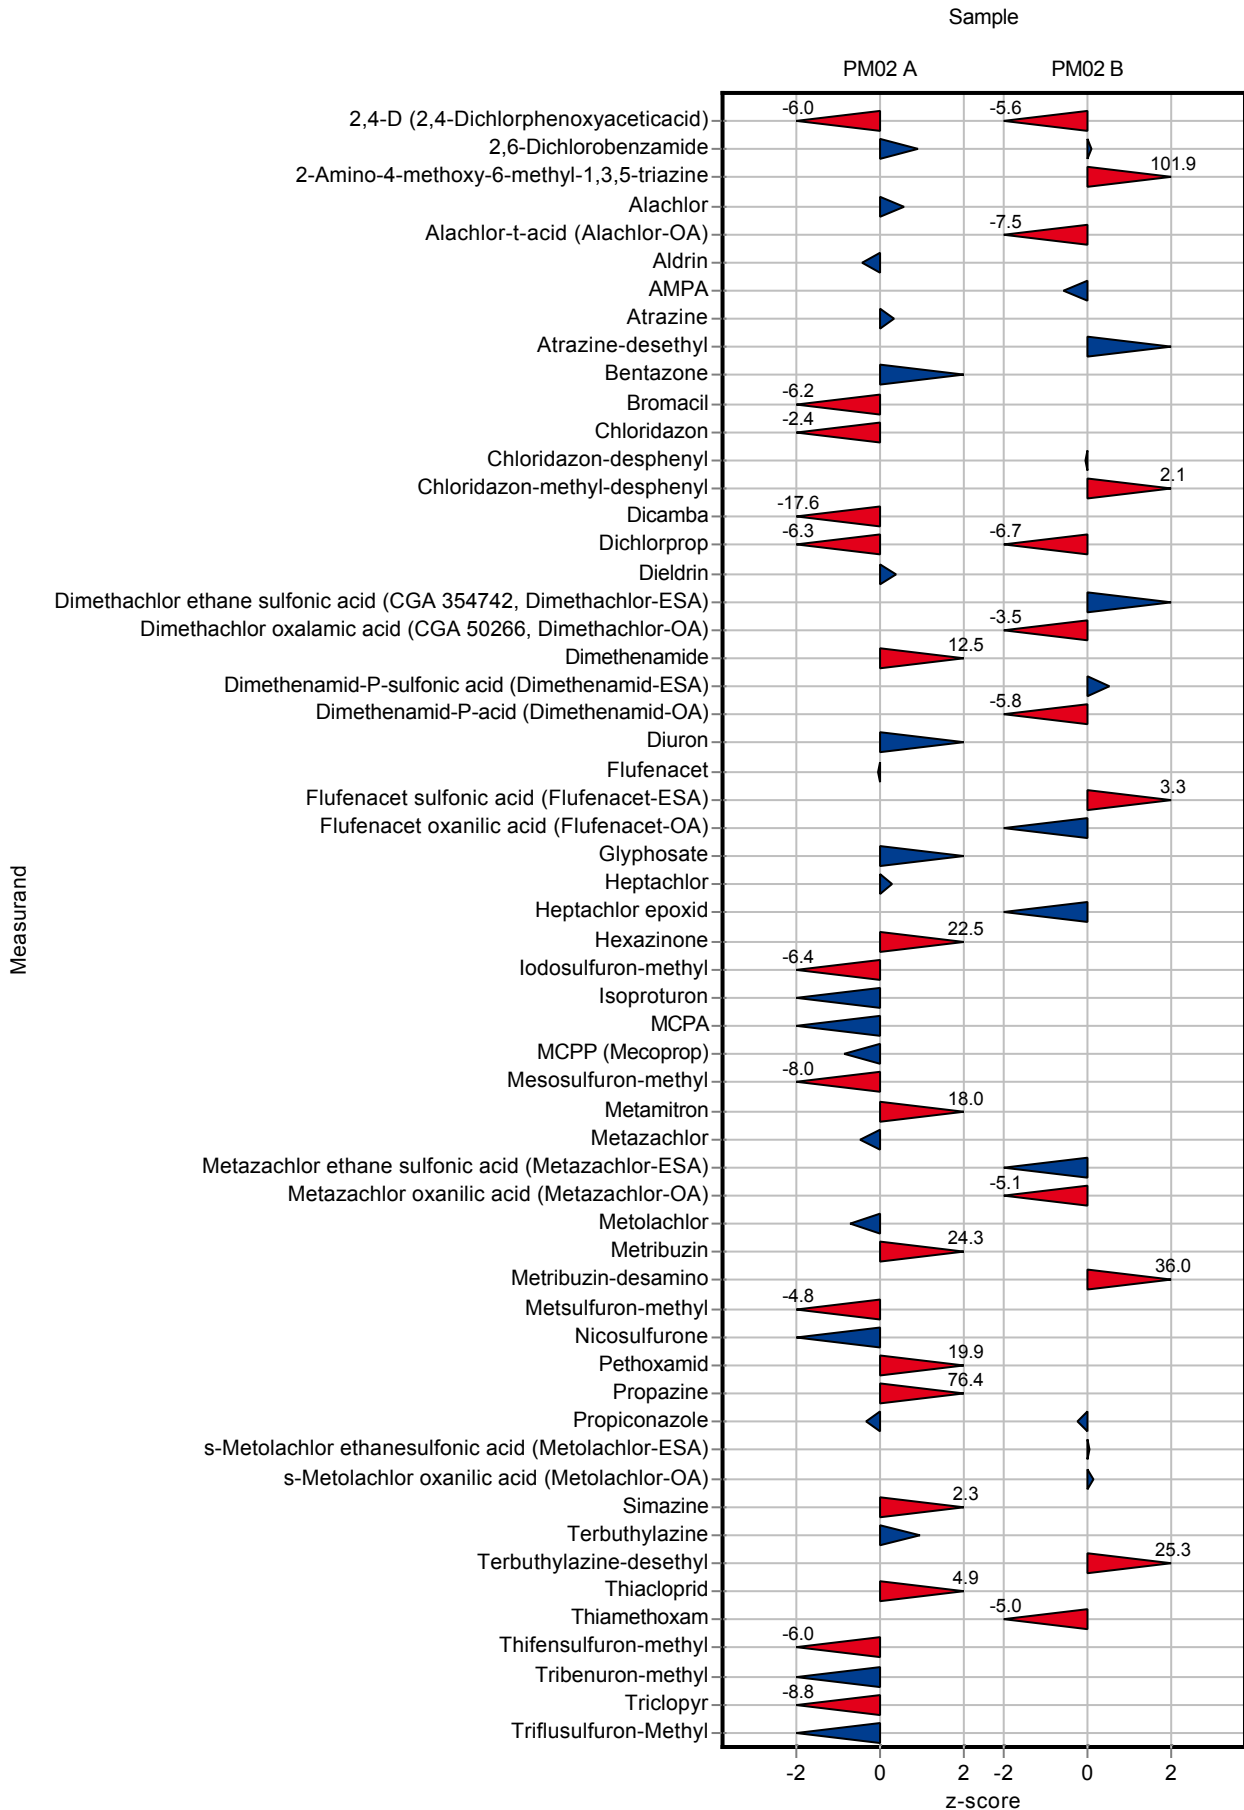 Sample
PM02 A PM02 B
2,4-D (2,4-Dichlorphenoxyaceticacid) -6.0 -5.6
2,6-Dichlorobenzamide
2-Amino-4-methoxy-6-methyl-1,3,5-triazine 101.9
Alachlor
Alachlor-t-acid (Alachlor-OA) -7.5
Aldrin
AMPA
Atrazine
Atrazine-desethyl
Bentazone
Bromacil -6.2
Chloridazon -2.4
Chloridazon-desphenyl
Chloridazon-methyl-desphenyl 2.1
Dicamba -17.6
Dichlorprop -6.3 -6.7
Dieldrin
Dimethachlor ethane sulfonic acid (CGA 354742, Dimethachlor-ESA)
Dimethachlor oxalamic acid (CGA 50266, Dimethachlor-OA) -3.5
Dimethenamide 12.5
Dimethenamid-P-sulfonic acid (Dimethenamid-ESA)
Dimethenamid-P-acid (Dimethenamid-OA) -5.8
Diuron
Flufenacet
Flufenacet sulfonic acid (Flufenacet-ESA) 3.3
Flufenacet oxanilic acid (Flufenacet-OA)
Glyphosate
Heptachlor
Heptachlor epoxid
Hexazinone 22.5
Iodosulfuron-methyl -6.4
Isoproturon
MCPA
MCPP (Mecoprop)
Mesosulfuron-methyl -8.0
Metamitron 18.0
Metazachlor
Metazachlor ethane sulfonic acid (Metazachlor-ESA)
Metazachlor oxanilic acid (Metazachlor-OA) -5.1
Metolachlor
Metribuzin 24.3
Metribuzin-desamino 36.0
Metsulfuron-methyl -4.8
Nicosulfurone
Pethoxamid 19.9
Propazine 76.4
Propiconazole
s-Metolachlor ethanesulfonic acid (Metolachlor-ESA)
s-Metolachlor oxanilic acid (Metolachlor-OA)
Simazine 2.3
Terbuthylazine
Terbuthylazine-desethyl 25.3
Thiacloprid 4.9
Thiamethoxam -5.0
Thifensulfuron-methyl -6.0
Tribenuron-methyl
Triclopyr -8.8
Triflusulfuron-Methyl
Measurand
-2 0 2 -2 0 2
z-score